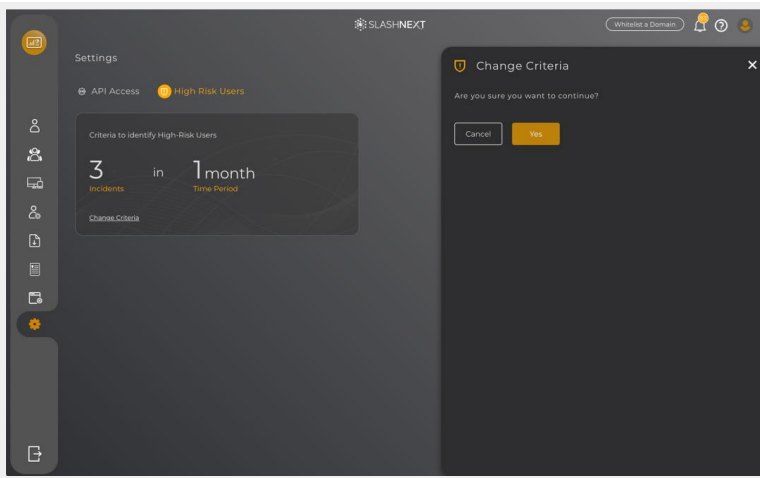 SLASHNEXT
Whitelist a Domain
Settings
API Access
High Risk Users
Criteria to identify High-Risk Users
3 in 1 month
Incidents Time Period
Change Criteria
Change Criteria
Are you sure you want to continue?
Cancel Yes